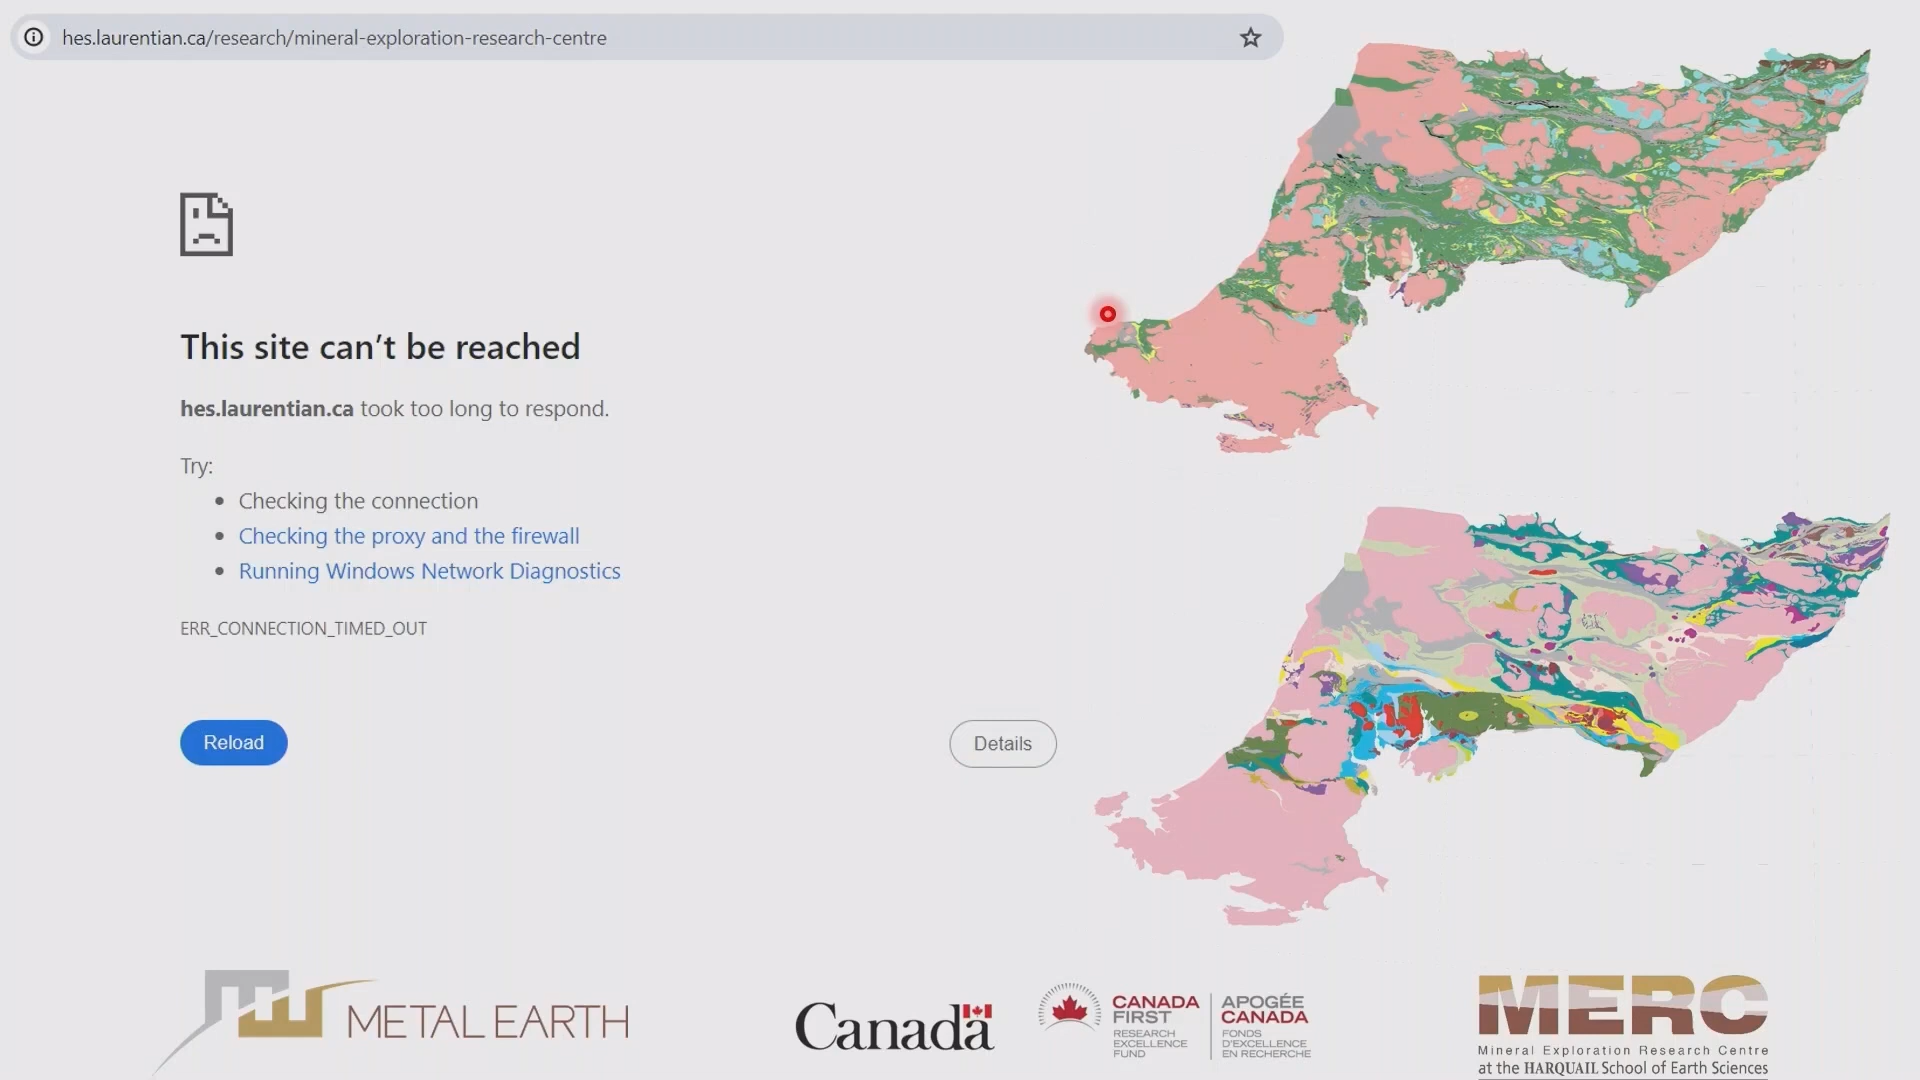 hes.laurentian.ca/research/mineral-exploration-research-centre
This site can’t be reached
hes.laurentian.ca took too long to respond.
Try:
Checking the connection
Checking the proxy and the firewall
Running Windows Network Diagnostics
ERR_CONNECTION_TIMED_OUT
Reload
Details
METAL EARTH
Canada
CANADA
FIRST
RESEARCH
EXCELLENCE
FUND
APOGÉE
CANADA
FONDS
D'EXCELLENCE
EN RECHERCHE
MERC
Mineral Exploration Research Centre
at the HARQUAIL School of Earth Sciences